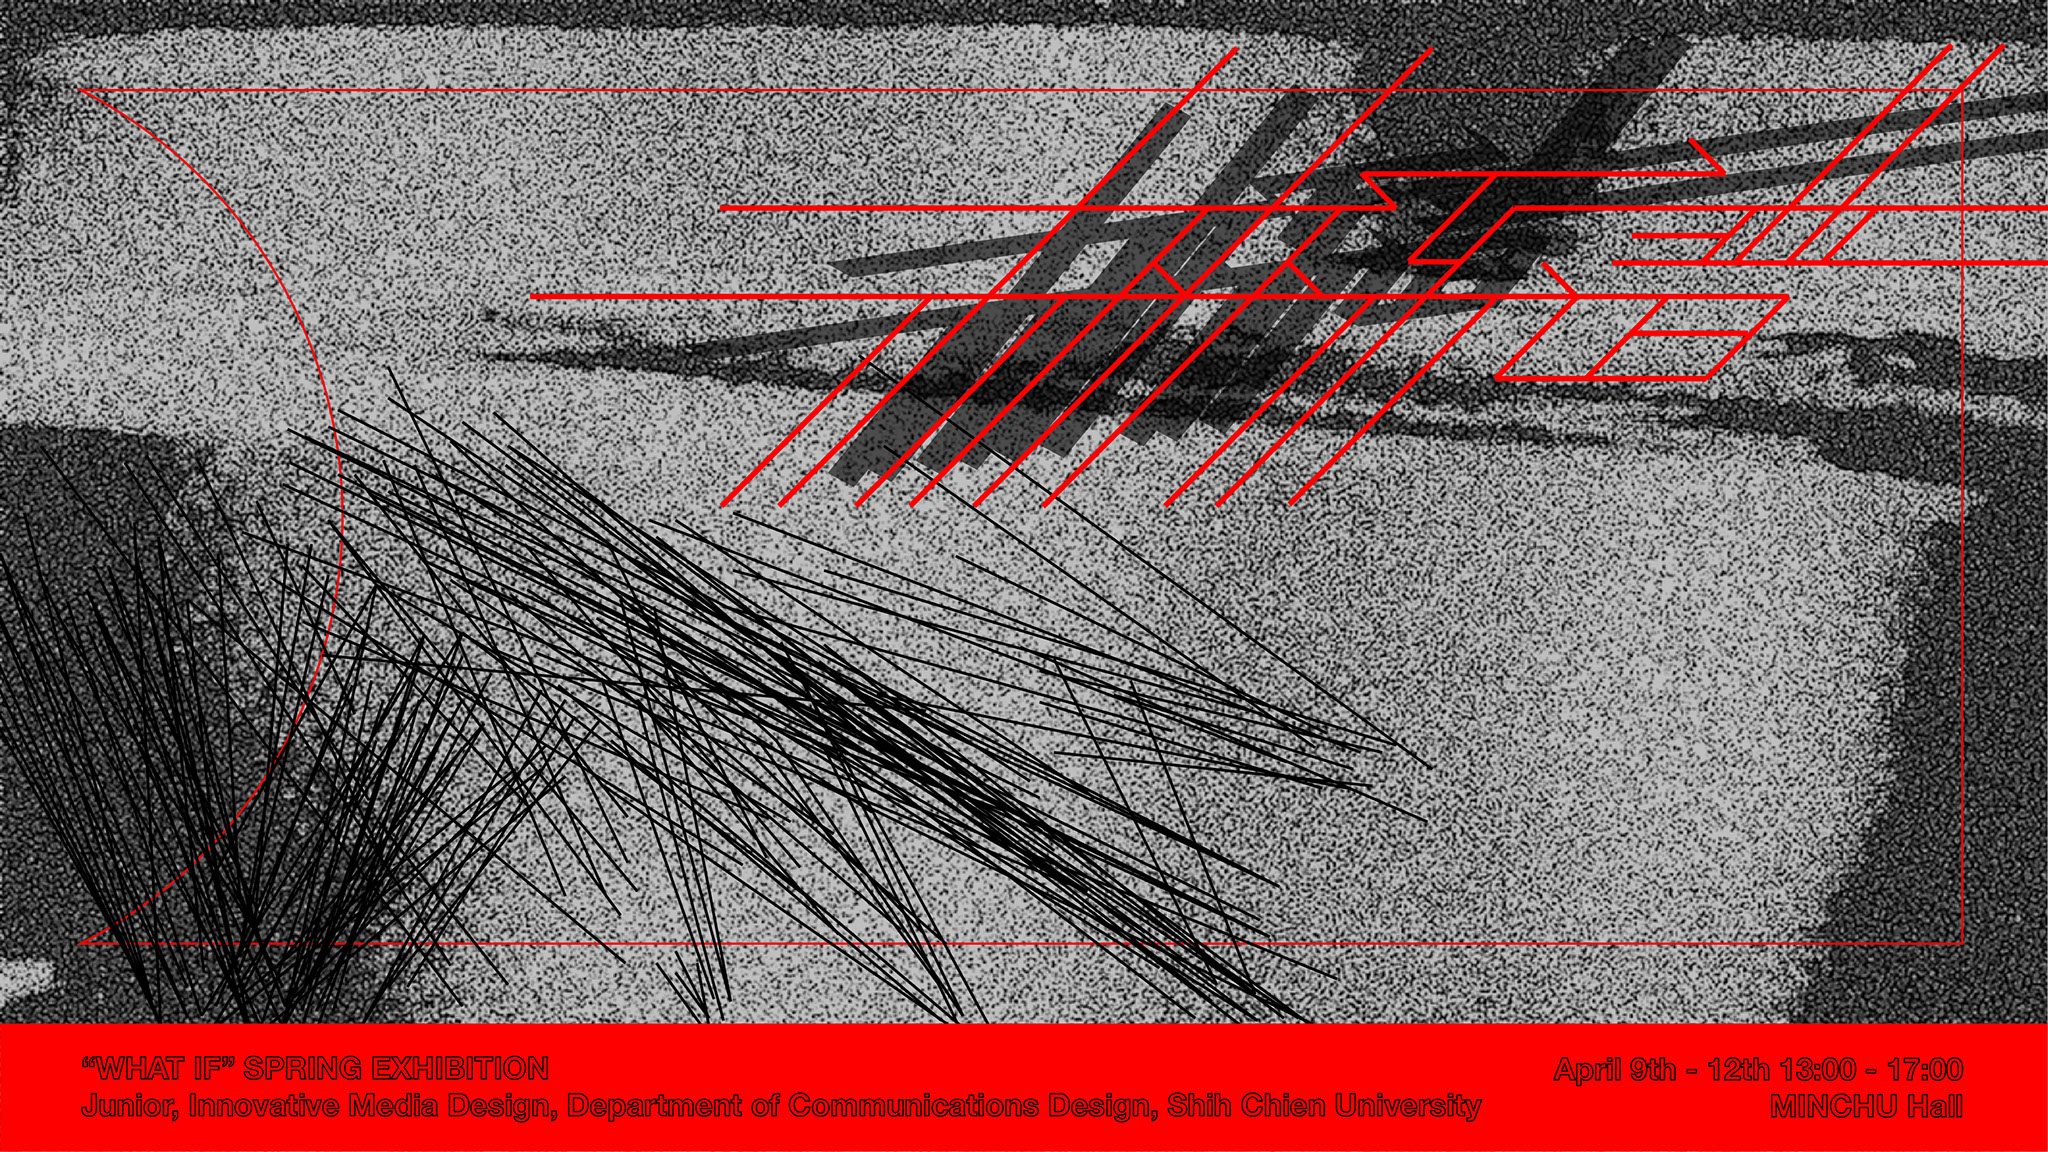 “WHAT IF” SPRING EXHIBITION
Junior, Innovative Media Design, Department of Communications Design, Shih Chien University
April 9th - 12th 13:00 - 17:00
MINCHU Hall